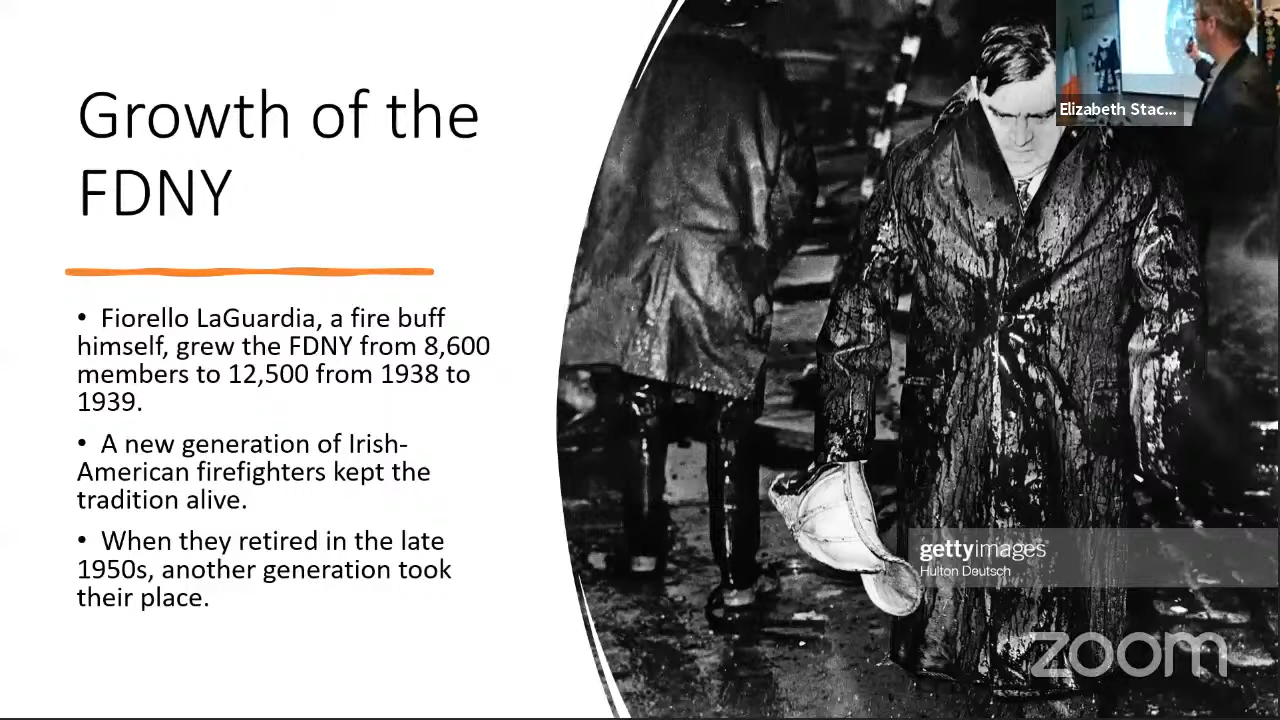 Growth of the
FDNY
• Fiorello LaGuardia, a fire buff
himself, grew the FDNY from 8,600
members to 12,500 from 1938 to
1939.
• A new generation of Irish-
American firefighters kept the
tradition alive.
• When they retired in the late
1950s, another generation took
their place.
Elizabeth Stac...
gettyimages
Hulton Deutsch
zoom